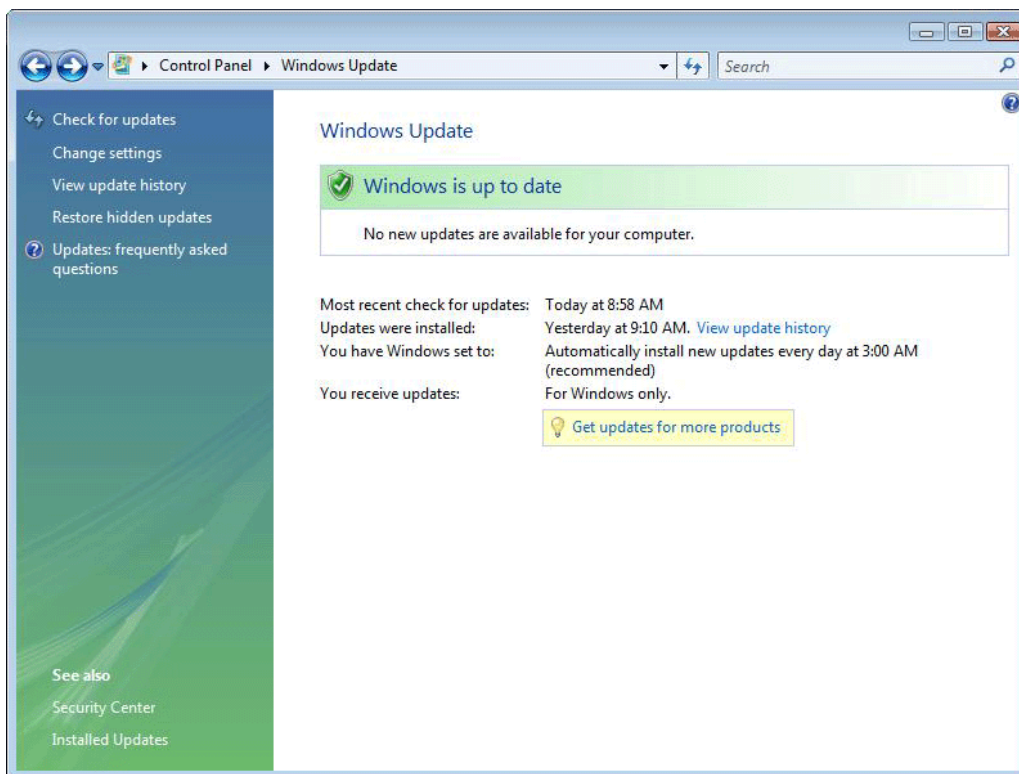 Control Panel Windows Update
Search
Check for updates
Change settings
View update history
Restore hidden updates
Updates: frequently asked
questions
See also
Security Center
Installed Updates
Windows Update
Windows is up to date
No new updates are available for your computer.
Most recent check for updates: Today at 8:58 AM
Updates were installed: Yesterday at 9:10 AM. View update history
You have Windows set to: Automatically install new updates every day at 3:00 AM
(recommended)
You receive updates: For Windows only.
Get updates for more products